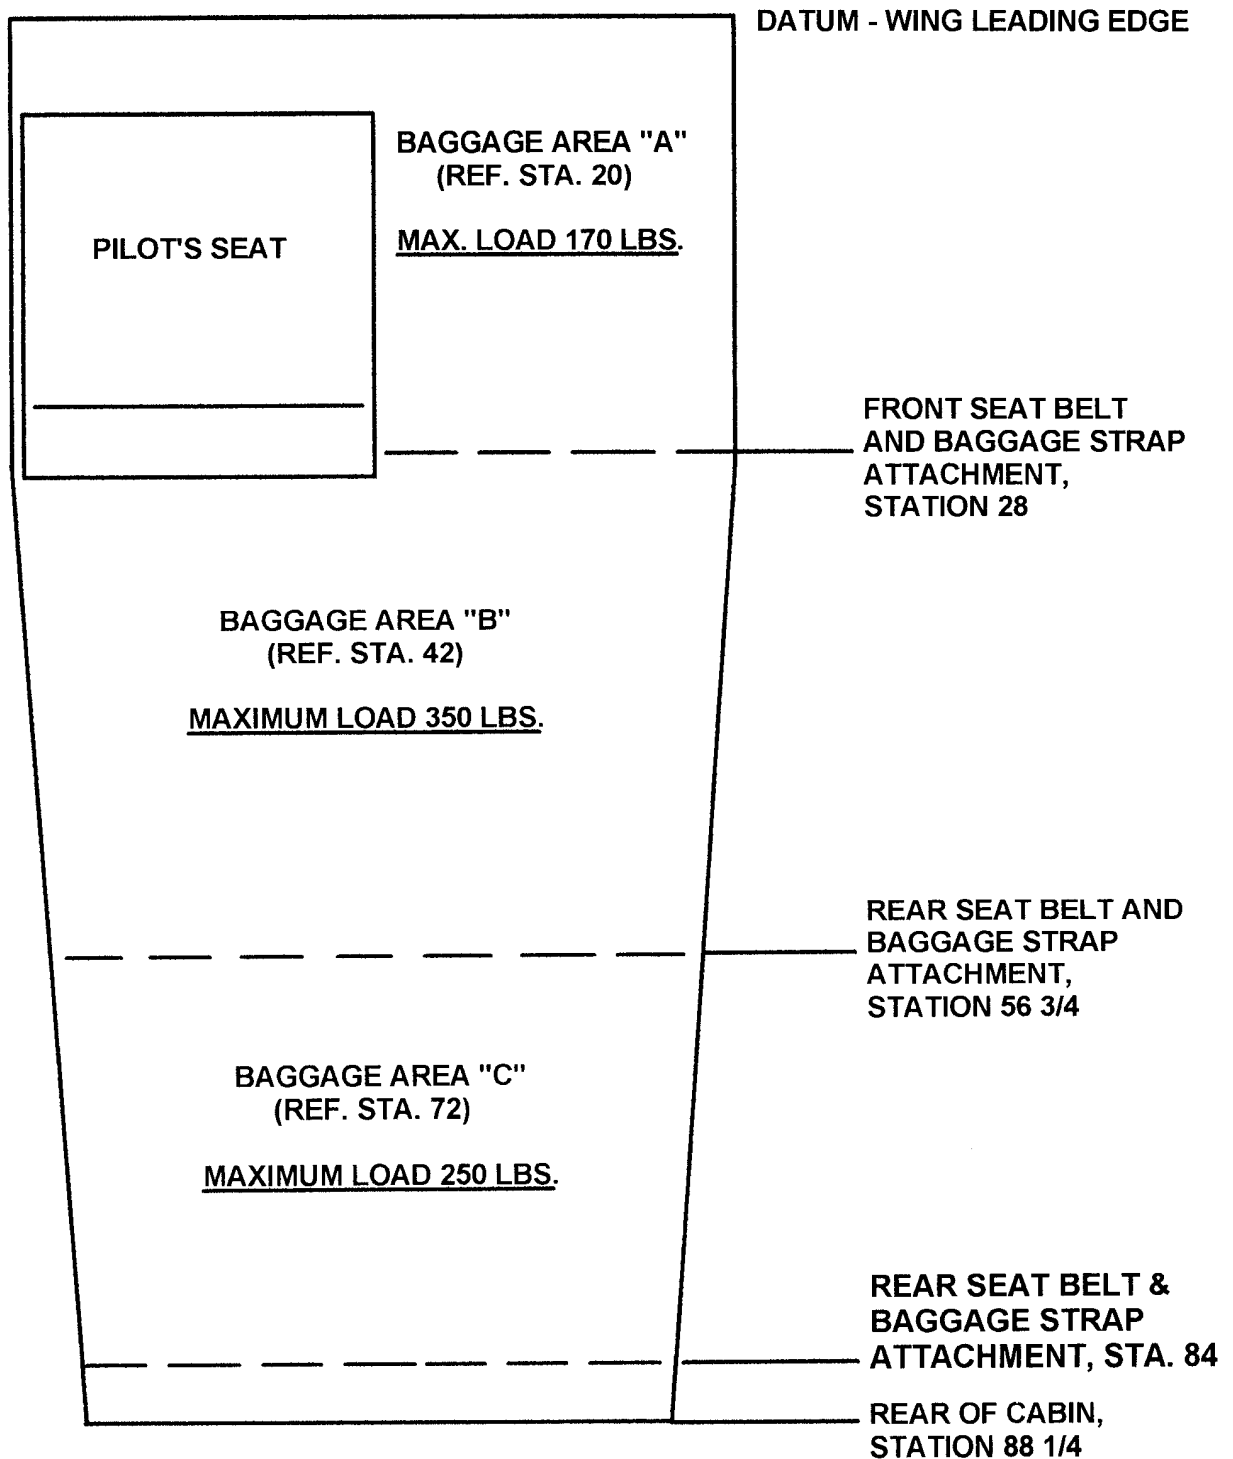 DATUM - WING LEADING EDGE
BAGGAGE AREA "A"
(REF. STA. 20)
MAX. LOAD 170 LBS.
PILOT'S SEAT
FRONT SEAT BELT
AND BAGGAGE STRAP
ATTACHMENT,
STATION 28
BAGGAGE AREA "B"
(REF. STA. 42)
MAXIMUM LOAD 350 LBS.
REAR SEAT BELT AND
BAGGAGE STRAP
ATTACHMENT,
STATION 56 3/4
BAGGAGE AREA "C"
(REF. STA. 72)
MAXIMUM LOAD 250 LBS.
REAR SEAT BELT &
BAGGAGE STRAP
ATTACHMENT, STA. 84
REAR OF CABIN,
STATION 88 1/4